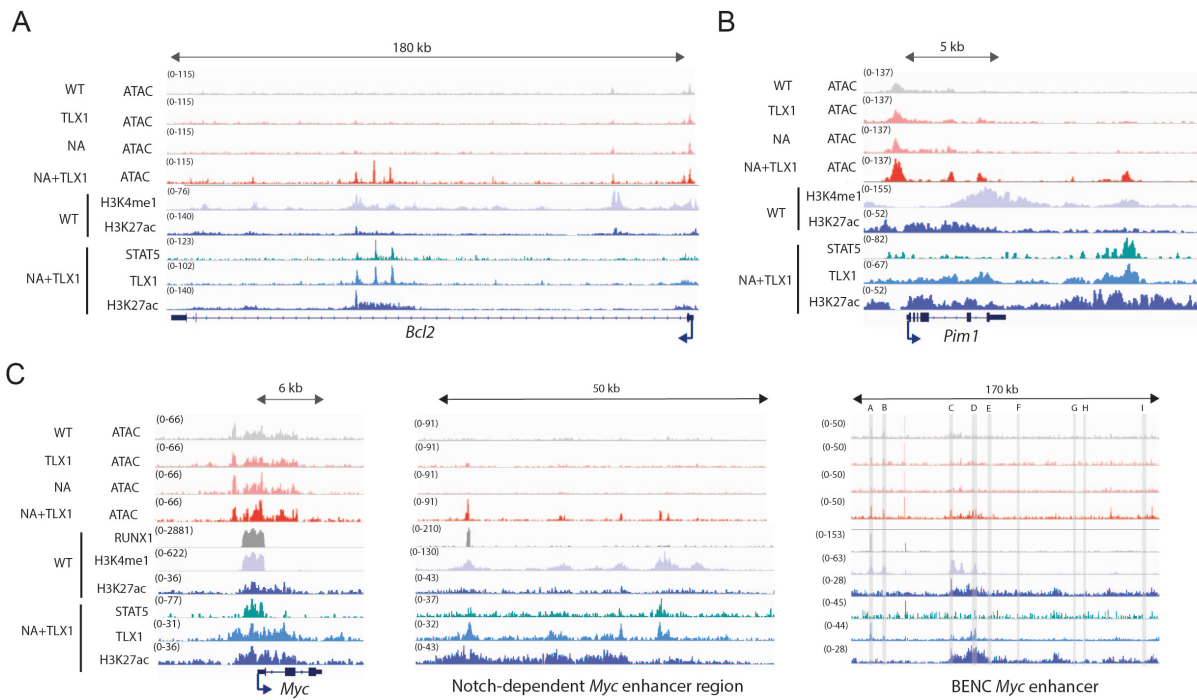 A
180 kb
WT ATAC (0-115)
TLX1 ATAC (0-115)
NA ATAC (0-115)
NA+TLX1 ATAC (0-115)
WT H3K4me1 (0-76)
H3K27ac (0-140)
NA+TLX1 STAT5 (0-123)
TLX1 (0-102)
H3K27ac (0-140)
Bcl2
B
5 kb
WT ATAC (0-137)
TLX1 ATAC (0-137)
NA ATAC (0-137)
NA+TLX1 ATAC (0-137)
WT H3K4me1 (0-155)
H3K27ac (0-52)
NA+TLX1 STAT5 (0-82)
TLX1 (0-67)
H3K27ac (0-52)
Pim1
C
6 kb
WT ATAC (0-66)
TLX1 ATAC (0-66)
NA ATAC (0-66)
NA+TLX1 ATAC (0-66)
WT RUNX1 (0-2881)
H3K4me1 (0-622)
H3K27ac (0-36)
NA+TLX1 STAT5 (0-77)
TLX1 (0-31)
H3K27ac (0-36)
Myc
50 kb
(0-91)
(0-91)
(0-91)
(0-91)
(0-210)
(0-130)
(0-43)
(0-37)
(0-32)
(0-43)
Notch-dependent Myc enhancer region
170 kb
A B C D E F G H I
(0-50)
(0-50)
(0-50)
(0-50)
(0-153)
(0-63)
(0-28)
(0-45)
(0-44)
(0-28)
BENC Myc enhancer